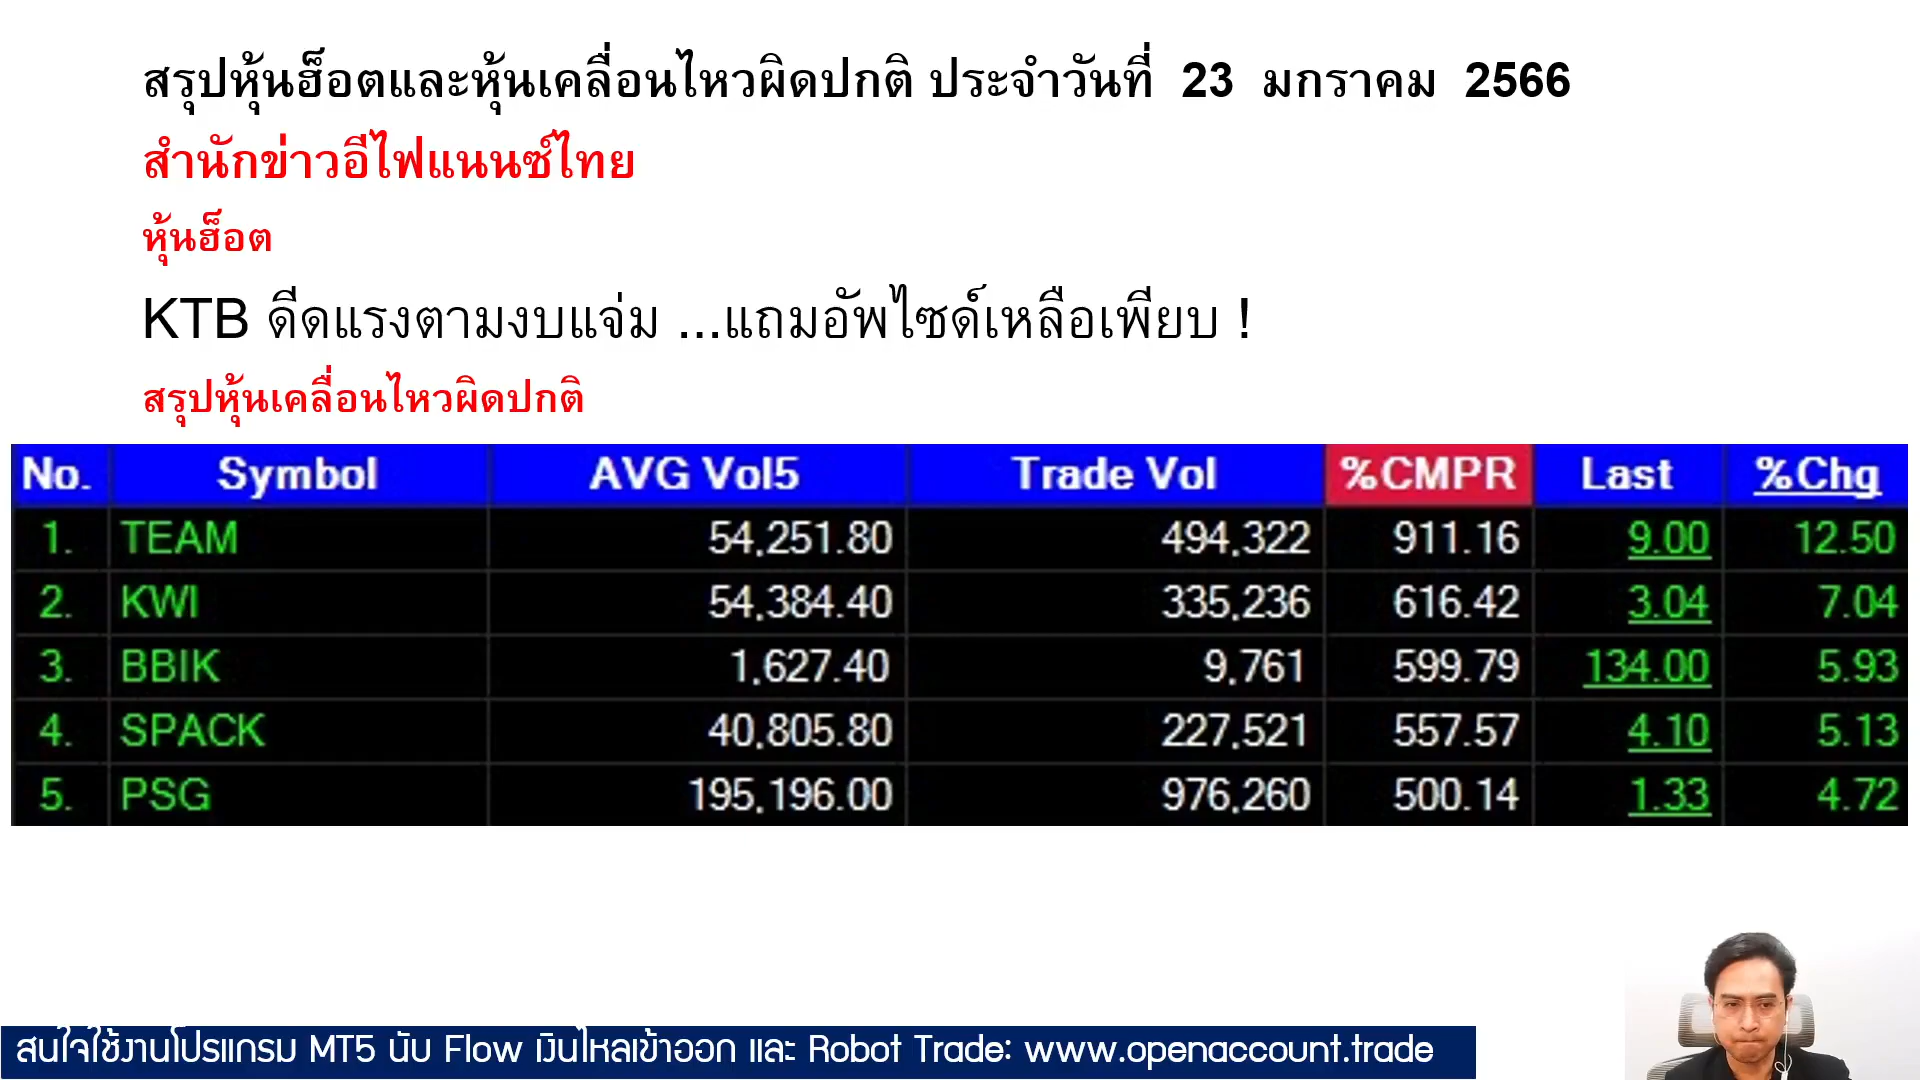 สรุปหุ้นฮ็อตและหุ้นเคลื่อนไหวผิดปกติ ประจำวันที่ 23 มกราคม 2566
สำนักข่าวอีไฟแนนซ์ไทย
หุ้นฮ็อต
KTB ดีดแรงตามงบแจ่ม ...แถมอัพไซด์เหลือเพียบ !
สรุปหุ้นเคลื่อนไหวผิดปกติ
No. Symbol AVG Vol5 Trade Vol %CMPR Last %Chg
1. TEAM 54,251.80 494,322 911.16 9.00 12.50
2. KWI 54,384.40 335,236 616.42 3.04 7.04
3. BBIK 1,627.40 9,761 599.79 134.00 5.93
4. SPACK 40,805.80 227,521 557.57 4.10 5.13
5. PSG 195,196.00 976,260 500.14 1.33 4.72
สนใจใช้งานโปรแกรม MT5 นับ Flow เงินไหลเข้าออก และ Robot Trade: www.openaccount.trade